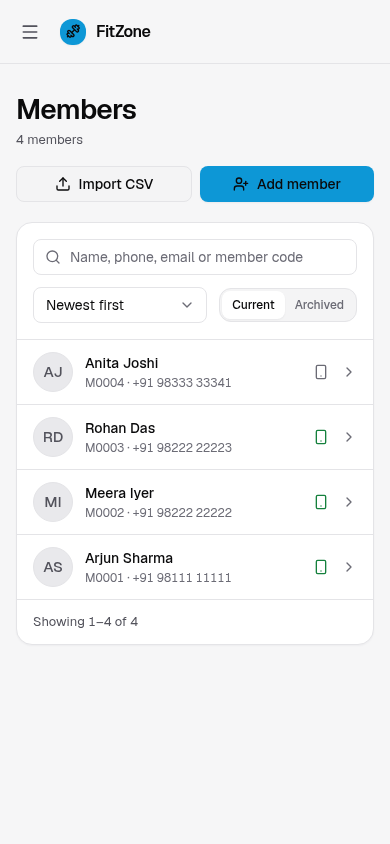 FitZone
Members
4 members
Import CSV
Add member
Name, phone, email or member code
Newest first
Current
Archived
AJ
Anita Joshi
M0004 · +91 98333 33341
RD
Rohan Das
M0003 · +91 98222 22223
MI
Meera Iyer
M0002 · +91 98222 22222
AS
Arjun Sharma
M0001 · +91 98111 11111
Showing 1–4 of 4